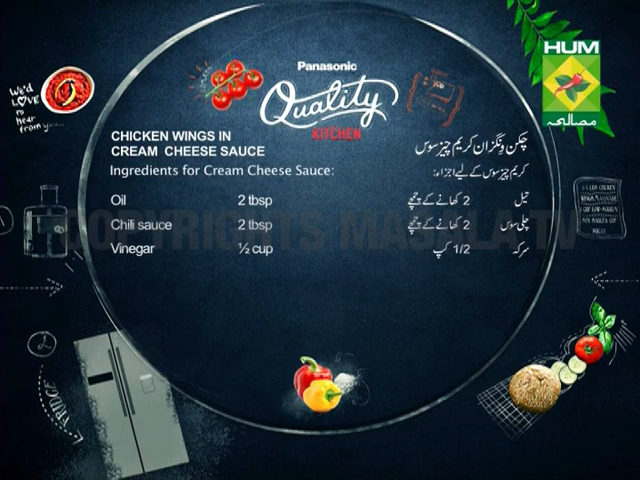 Panasonic
Quality
KITCHEN
HUM
مصالحہ
We'd
LOVE
to
hear
from you
CHICKEN WINGS IN
CREAM CHEESE SAUCE
چکن ونگز ان کریم چیز سوس
Ingredients for Cream Cheese Sauce:
کریم چیز سوس کے لیے اجزاء:
Oil 2 tbsp
تیل 2 کھانے کے چمچے
Chili sauce 2 tbsp
چلی سوس 2 کھانے کے چمچے
Vinegar ½ cup
سرکہ 1/2 کپ
COPYRIGHTS MASALA TV
2
FRIDGE